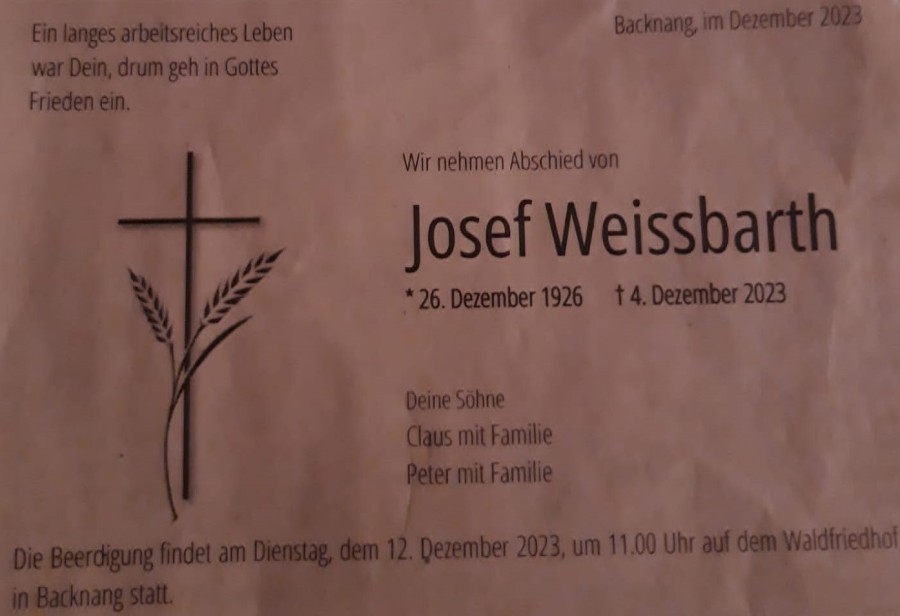 Ein langes arbeitsreiches Leben
war Dein, drum geh in Gottes
Frieden ein.
Backnang, im Dezember 2023
Wir nehmen Abschied von
Josef Weissbarth
* 26. Dezember 1926 † 4. Dezember 2023
Deine Söhne
Claus mit Familie
Peter mit Familie
Die Beerdigung findet am Dienstag, dem 12. Dezember 2023, um 11.00 Uhr auf dem Waldfriedhof
in Backnang statt.